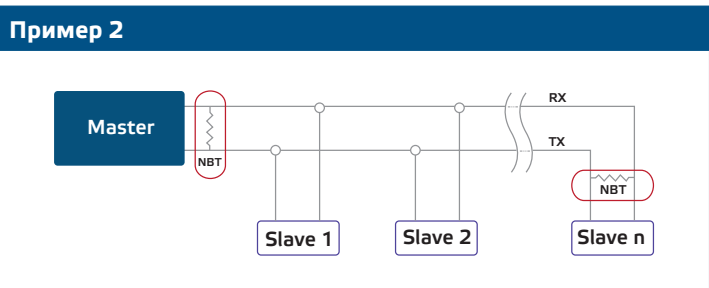 Пример 2
RX
Master
TX
NBT
NBT
Slave 1
Slave 2
Slave n